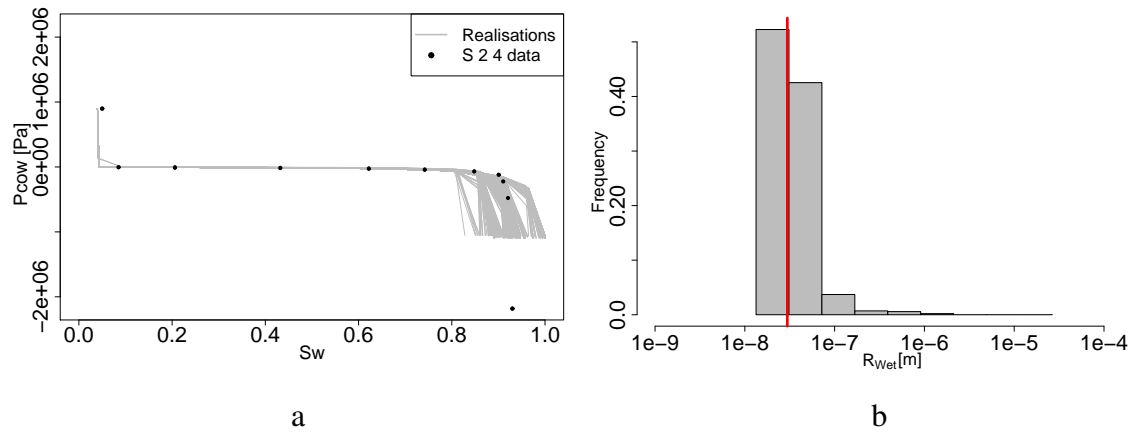 2e+06
1e+06
0e+00
−2e+06
Pcow [Pa]
Realisations
S 2 4 data
0.0 0.2 0.4 0.6 0.8 1.0
Sw
a
0.40
0.20
0.0
Frequency
1e−9 1e−8 1e−7 1e−6 1e−5 1e−4
RWet[m]
b